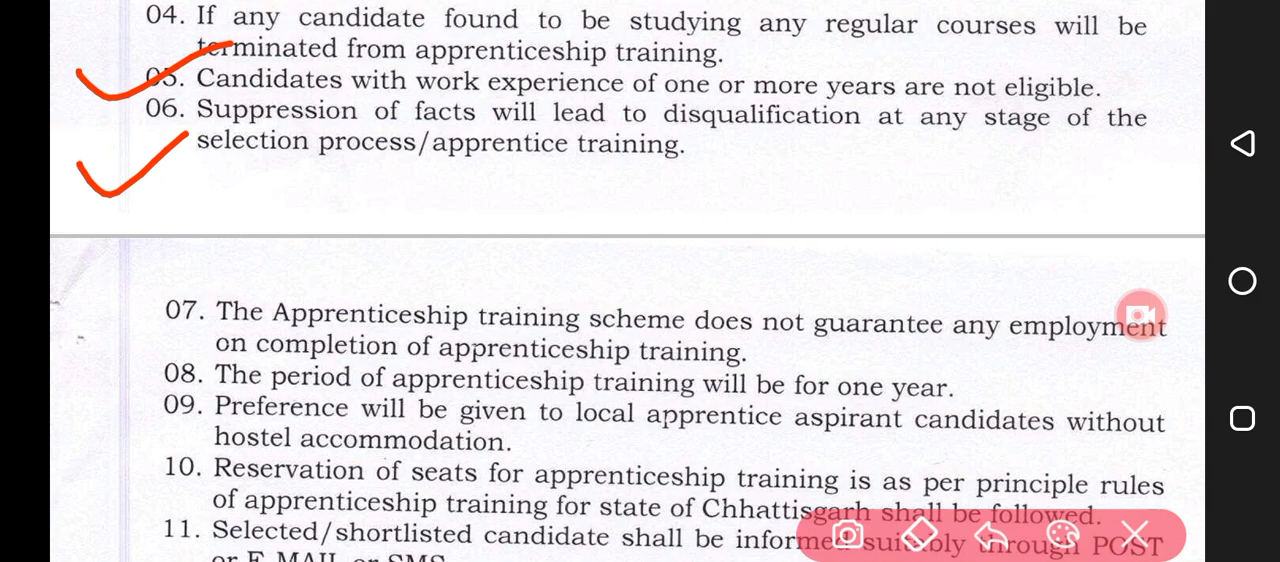 04. If any candidate found to be studying any regular courses will be
terminated from apprenticeship training.
05. Candidates with work experience of one or more years are not eligible.
06. Suppression of facts will lead to disqualification at any stage of the
selection process/apprentice training.
07. The Apprenticeship training scheme does not guarantee any employment
on completion of apprenticeship training.
08. The period of apprenticeship training will be for one year.
09. Preference will be given to local apprentice aspirant candidates without
hostel accommodation.
10. Reservation of seats for apprenticeship training is as per principle rules
of apprenticeship training for state of Chhattisgarh shall be followed.
11. Selected/shortlisted candidate shall be informed suitably through POST
or E-MAIL or SMS